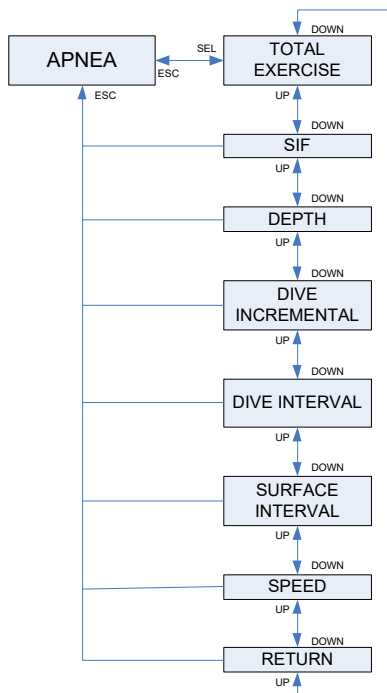 DOWN
APNEA
SEL
TOTAL
EXERCISE
ESC
ESC
UP
DOWN
SIF
UP
DOWN
DEPTH
UP
DOWN
DIVE
INCREMENTAL
UP
DOWN
DIVE INTERVAL
UP
DOWN
SURFACE
INTERVAL
UP
DOWN
SPEED
UP
DOWN
RETURN
UP